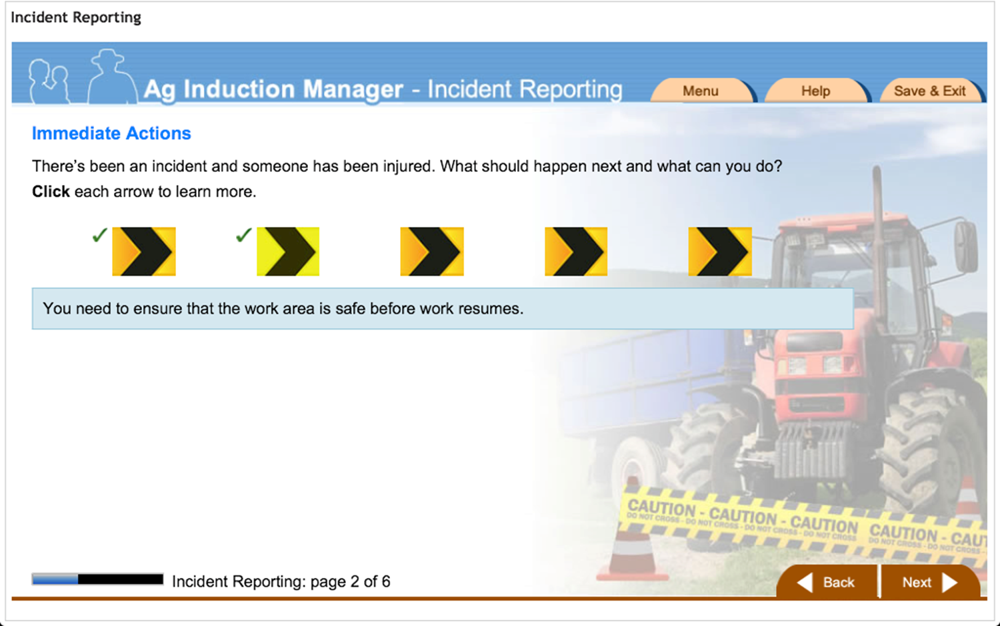 Incident Reporting
Ag Induction Manager - Incident Reporting
Menu
Help
Save & Exit
Immediate Actions
There's been an incident and someone has been injured. What should happen next and what can you do?
Click each arrow to learn more.
You need to ensure that the work area is safe before work resumes.
CAUTION - CAUTION - CAUTION CAUTION - CAUT
DO NOT CROSS - DO NOT CROSS - DO NOT CROSS - DO NOT CROSS DO NOT CROSS - DO NOT CROSS -
Incident Reporting: page 2 of 6
Back
Next